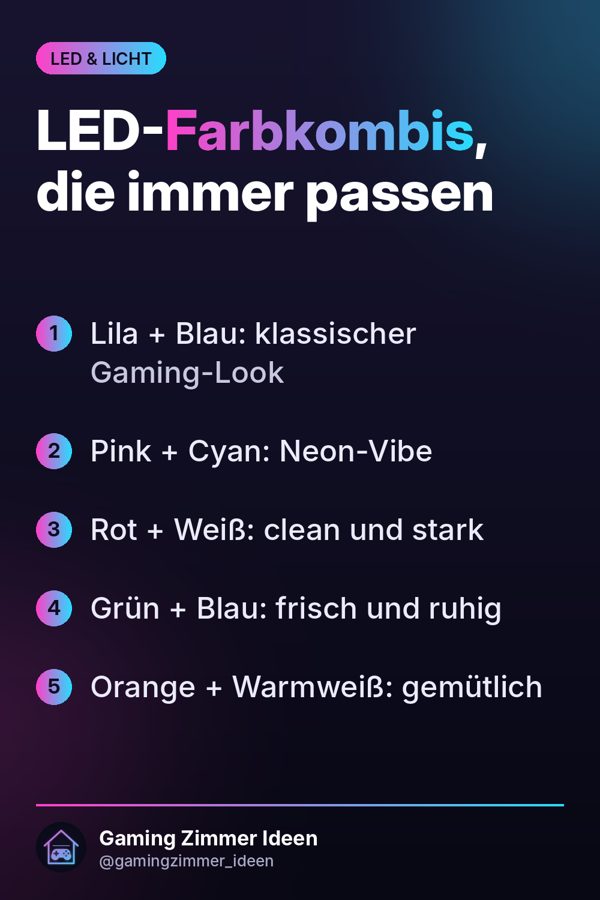 LED & LICHT
LED-Farbkombis,
die immer passen
1 Lila + Blau: klassischer
Gaming-Look
2 Pink + Cyan: Neon-Vibe
3 Rot + Weiß: clean und stark
4 Grün + Blau: frisch und ruhig
5 Orange + Warmweiß: gemütlich
Gaming Zimmer Ideen
@gamingzimmer_ideen